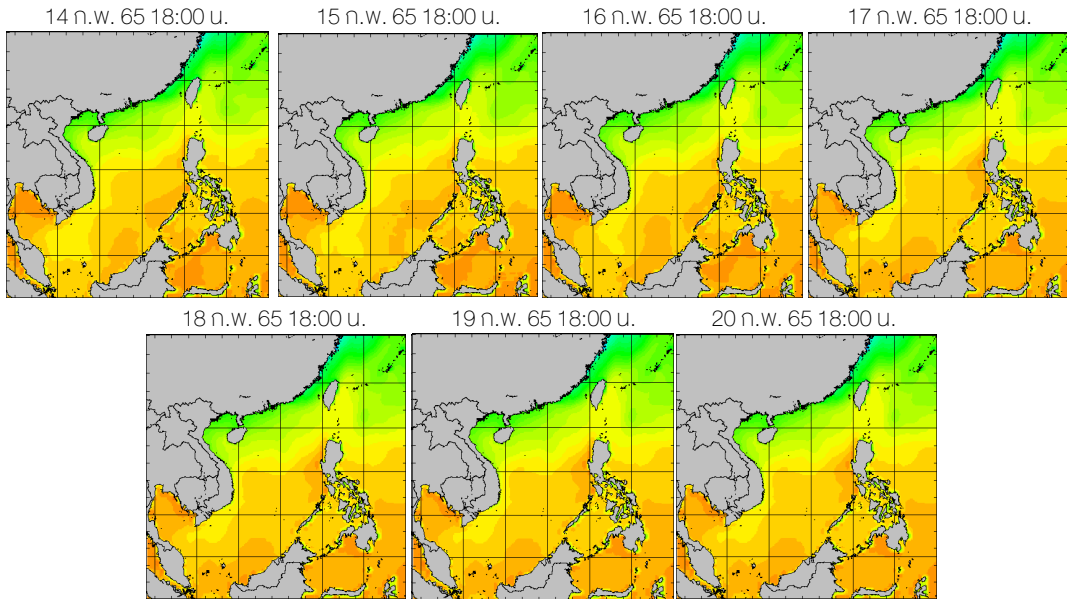 14 ก.พ. 65 18:00 น.
15 ก.พ. 65 18:00 น.
16 ก.พ. 65 18:00 น.
17 ก.พ. 65 18:00 น.
18 ก.พ. 65 18:00 น.
19 ก.พ. 65 18:00 น.
20 ก.พ. 65 18:00 น.